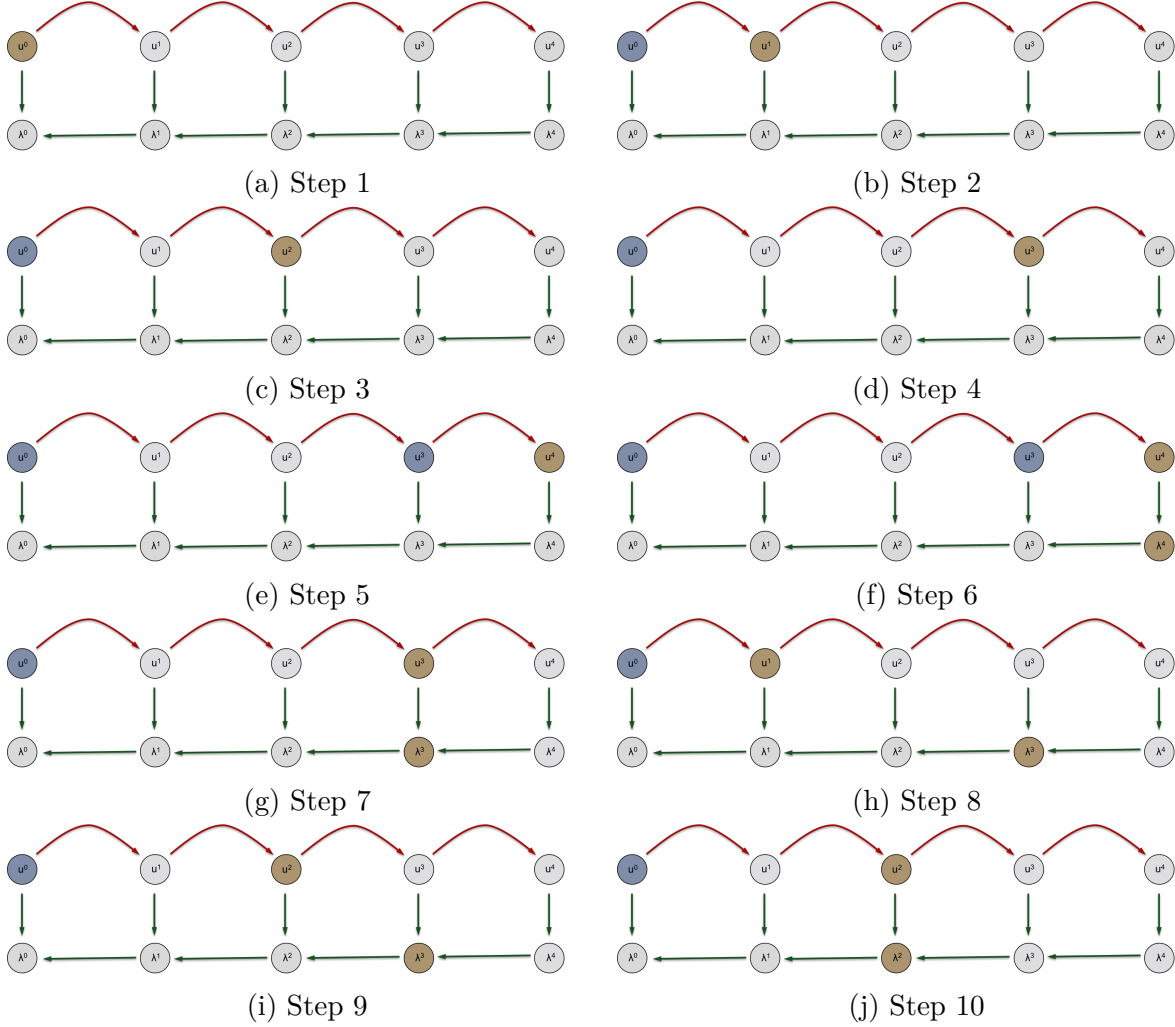 u⁰ u¹ u² u³ u⁴ u⁰ u¹ u² u³ u⁴
λ⁰ λ¹ λ² λ³ λ⁴ λ⁰ λ¹ λ² λ³ λ⁴
(a) Step 1 (b) Step 2
u⁰ u¹ u² u³ u⁴ u⁰ u¹ u² u³ u⁴
λ⁰ λ¹ λ² λ³ λ⁴ λ⁰ λ¹ λ² λ³ λ⁴
(c) Step 3 (d) Step 4
u⁰ u¹ u² u³ u⁴ u⁰ u¹ u² u³ u⁴
λ⁰ λ¹ λ² λ³ λ⁴ λ⁰ λ¹ λ² λ³ λ⁴
(e) Step 5 (f) Step 6
u⁰ u¹ u² u³ u⁴ u⁰ u¹ u² u³ u⁴
λ⁰ λ¹ λ² λ³ λ⁴ λ⁰ λ¹ λ² λ³ λ⁴
(g) Step 7 (h) Step 8
u⁰ u¹ u² u³ u⁴ u⁰ u¹ u² u³ u⁴
λ⁰ λ¹ λ² λ³ λ⁴ λ⁰ λ¹ λ² λ³ λ⁴
(i) Step 9 (j) Step 10